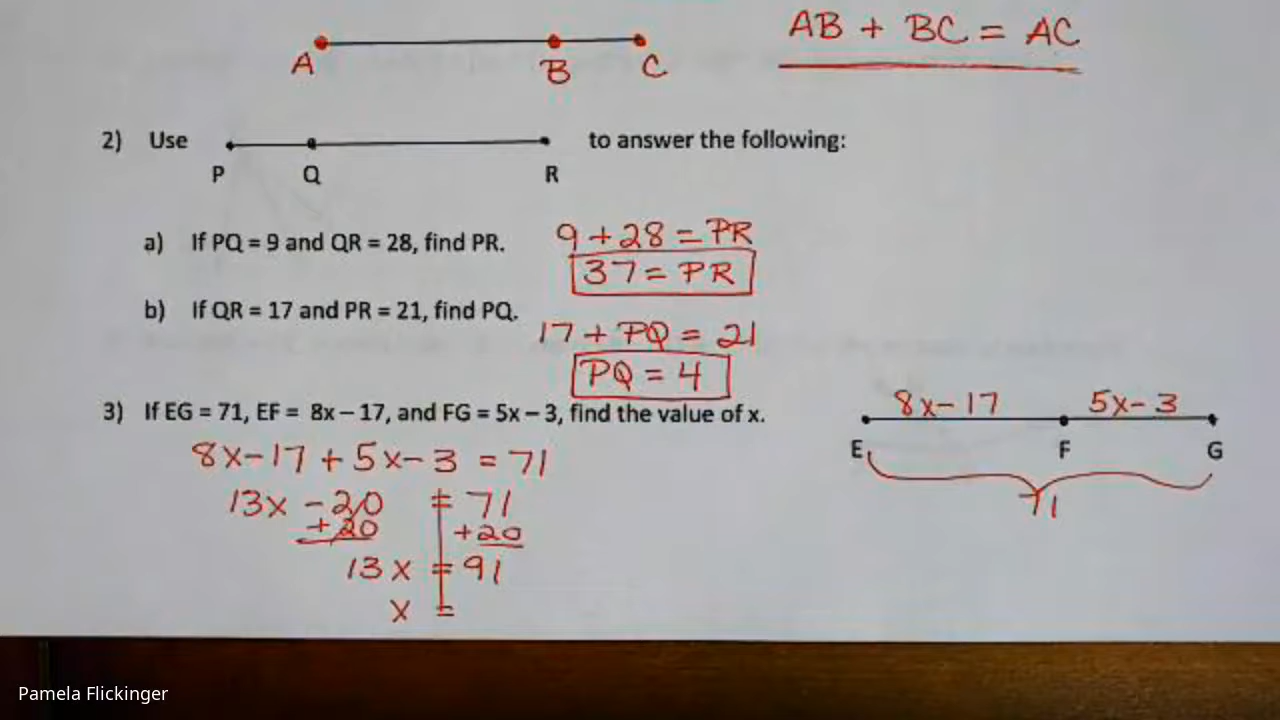 AB + BC = AC
A B C
2) Use to answer the following:
P Q R
a) If PQ = 9 and QR = 28, find PR.
9 + 28 = PR
37 = PR
b) If QR = 17 and PR = 21, find PQ.
17 + PQ = 21
PQ = 4
3) If EG = 71, EF = 8x – 17, and FG = 5x – 3, find the value of x.
8x-17 5x-3
E F G
71
8x-17 + 5x-3 = 71
13x -20 = 71
+20 +20
13x = 91
x =
Pamela Flickinger